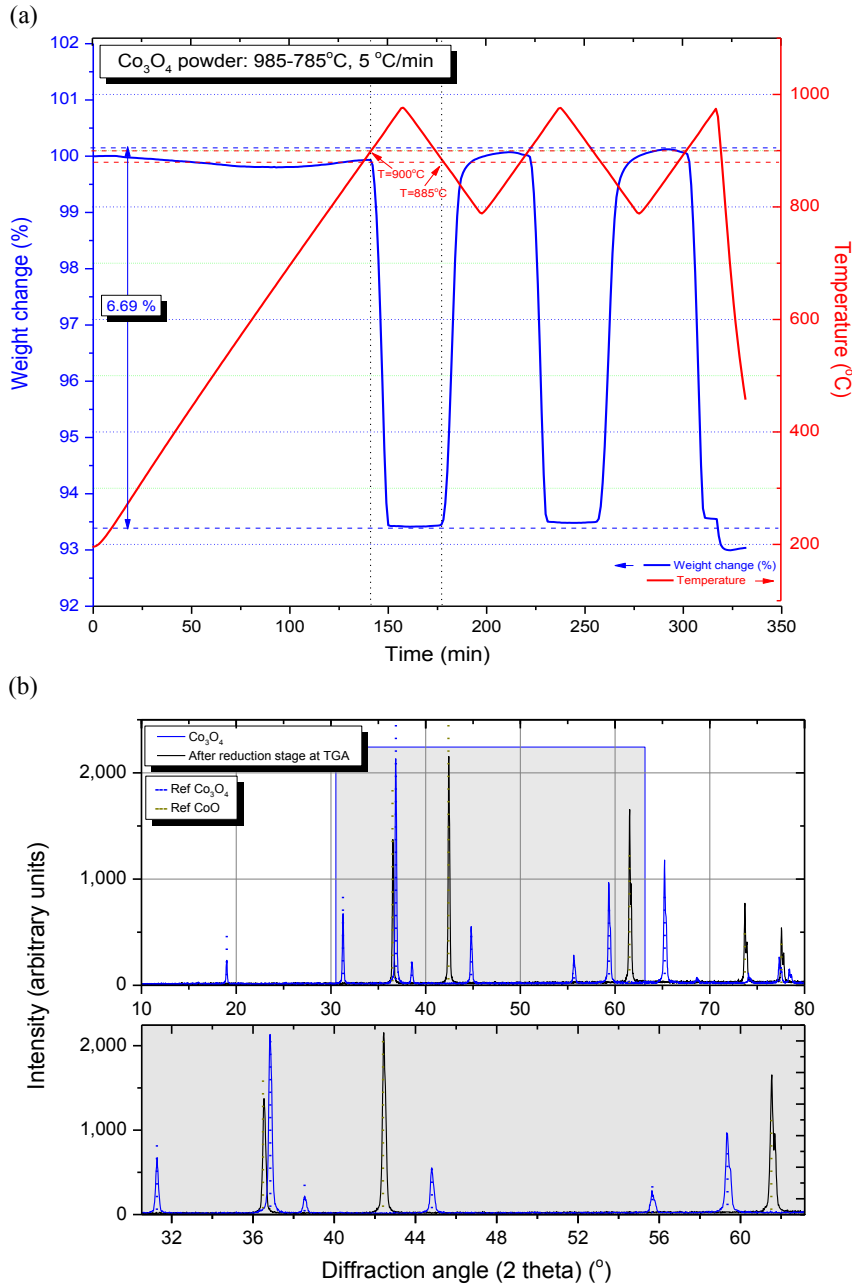 (a)
Co3O4 powder: 985-785°C, 5 °C/min
102
101
100
99
98
97
96
95
94
93
92
Weight change (%)
6.69 %
T=900°C
T=885°C
1000
800
600
400
200
Temperature (°C)
Weight change (%)
Temperature
0 50 100 150 200 250 300 350
Time (min)
(b)
Co3O4
After reduction stage at TGA
Ref Co3O4
Ref CoO
2,000
1,000
0
10 20 30 40 50 60 70 80
Intensity (arbitrary units)
2,000
1,000
0
32 36 40 44 48 52 56 60
Diffraction angle (2 theta) (°)